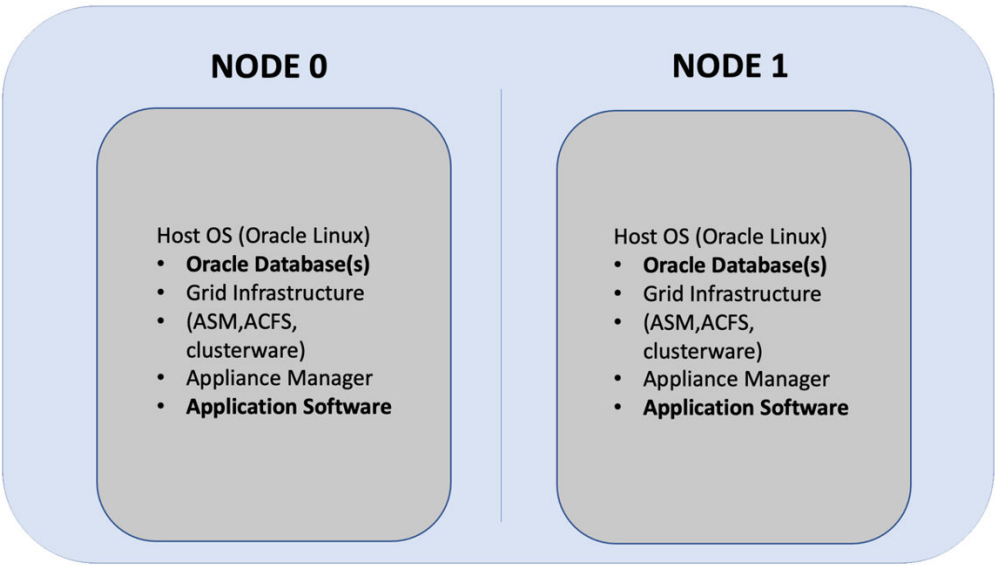 NODE 0
Host OS (Oracle Linux)
• Oracle Database(s)
• Grid Infrastructure
• (ASM,ACFS,
clusterware)
• Appliance Manager
• Application Software
NODE 1
Host OS (Oracle Linux)
• Oracle Database(s)
• Grid Infrastructure
• (ASM,ACFS,
clusterware)
• Appliance Manager
• Application Software